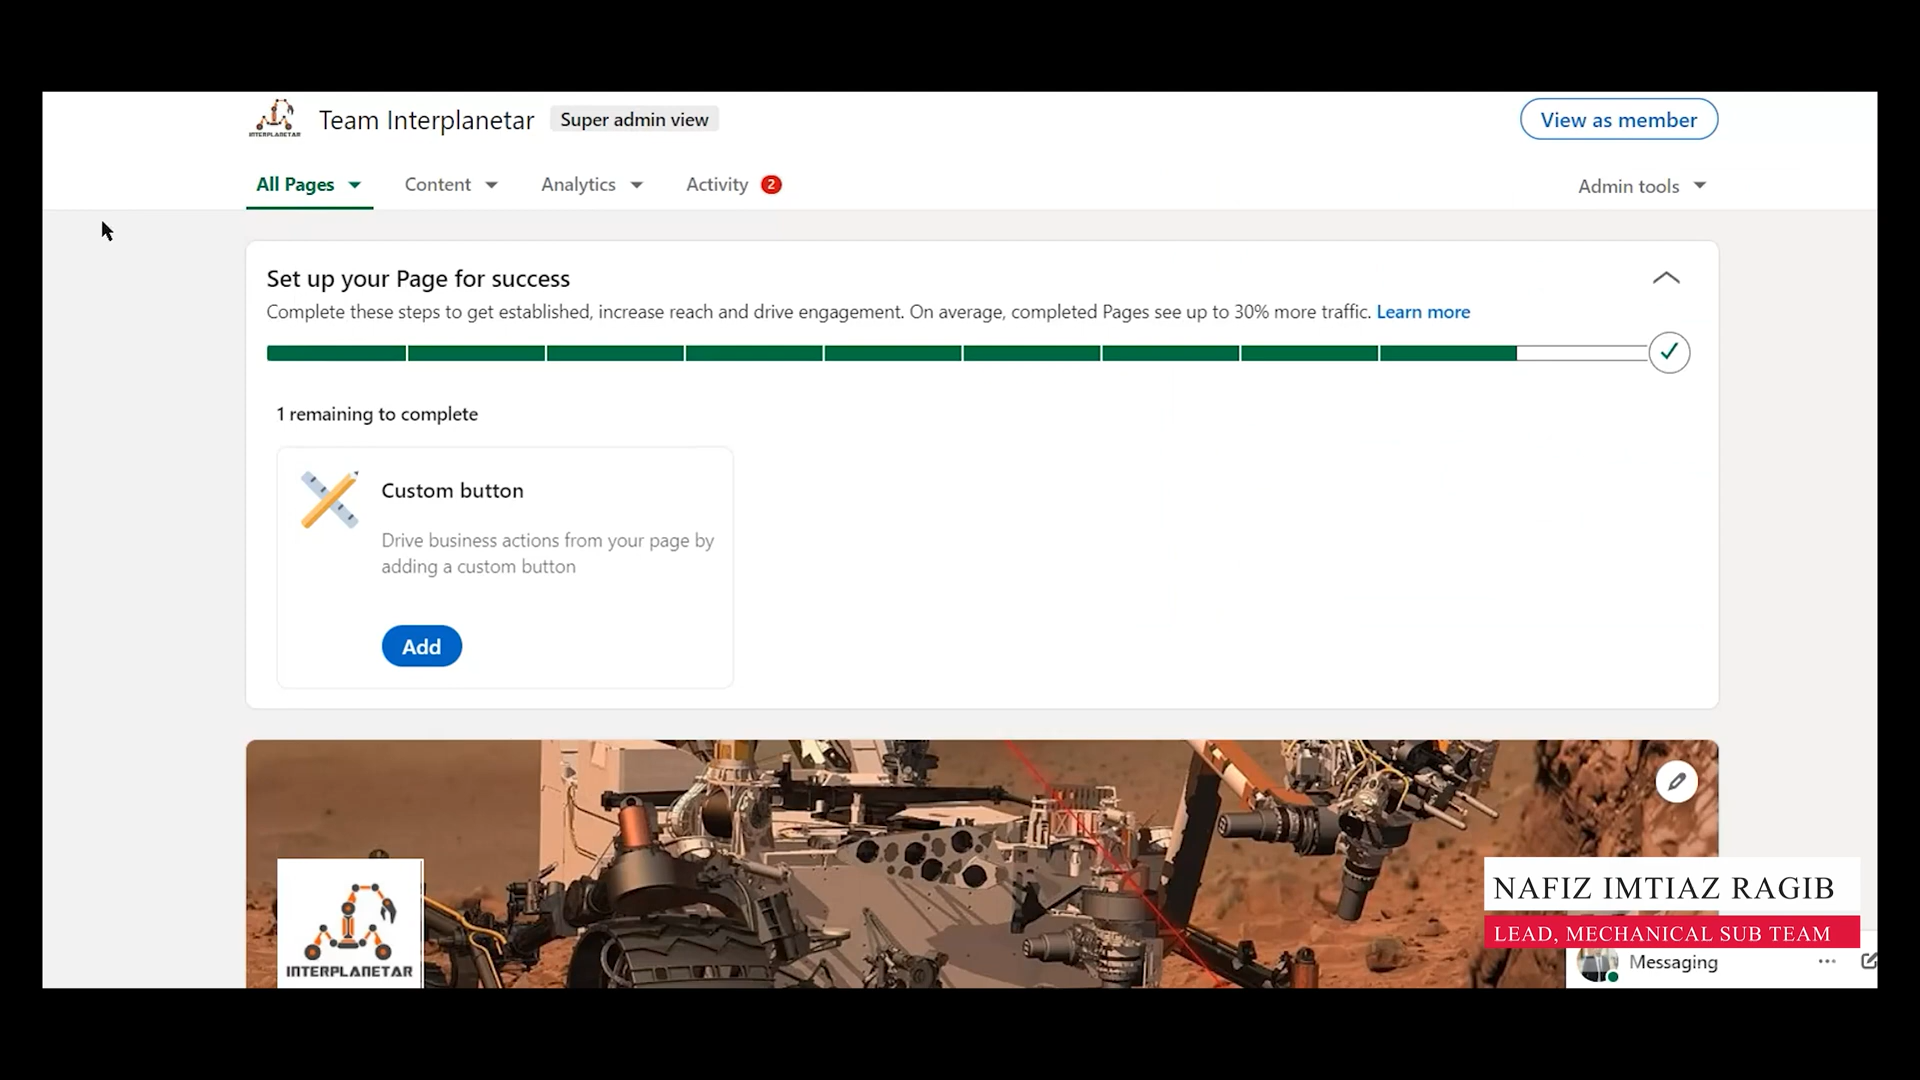 INTERPLANETAR
Team Interplanetar
Super admin view
View as member
All Pages
Content
Analytics
Activity
2
Admin tools
Set up your Page for success
Complete these steps to get established, increase reach and drive engagement. On average, completed Pages see up to 30% more traffic. Learn more
1 remaining to complete
Custom button
Drive business actions from your page by
adding a custom button
Add
INTERPLANETAR
NAFIZ IMTIAZ RAGIB
LEAD, MECHANICAL SUB TEAM
Messaging